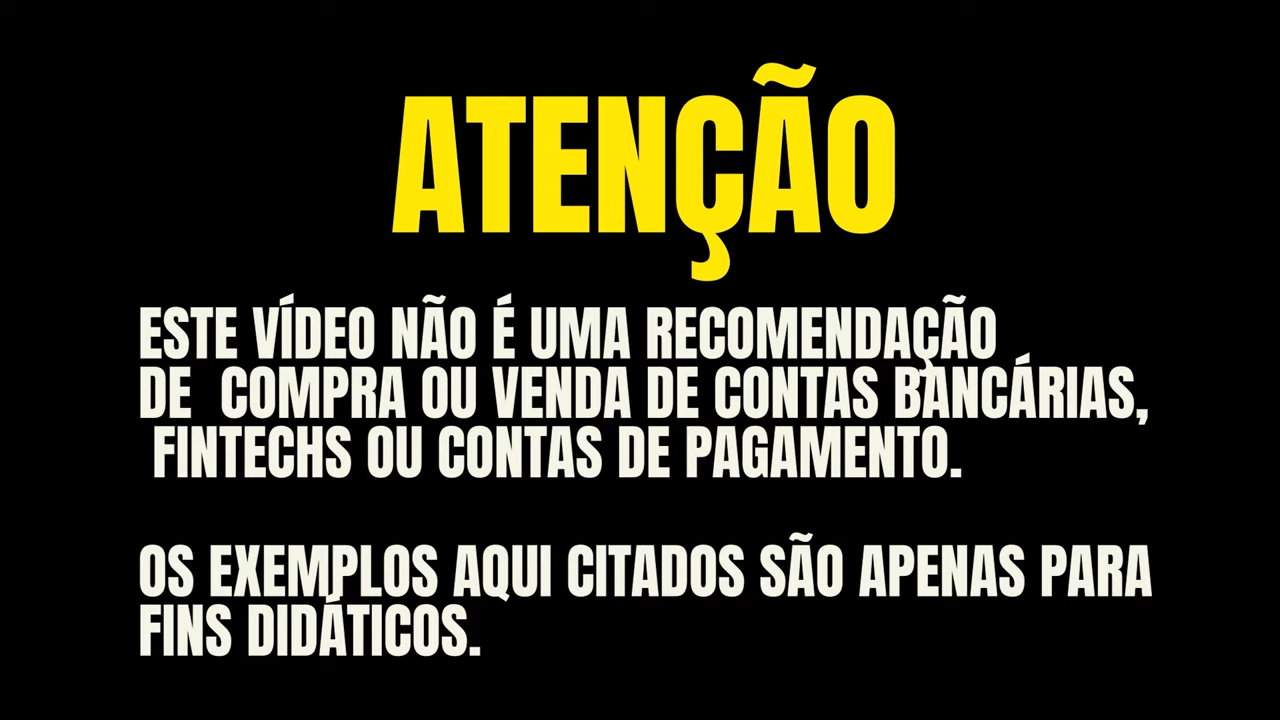 ATENÇÃO
ESTE VÍDEO NÃO É UMA RECOMENDAÇÃO
DE COMPRA OU VENDA DE CONTAS BANCÁRIAS,
FINTECHS OU CONTAS DE PAGAMENTO.
OS EXEMPLOS AQUI CITADOS SÃO APENAS PARA
FINS DIDÁTICOS.